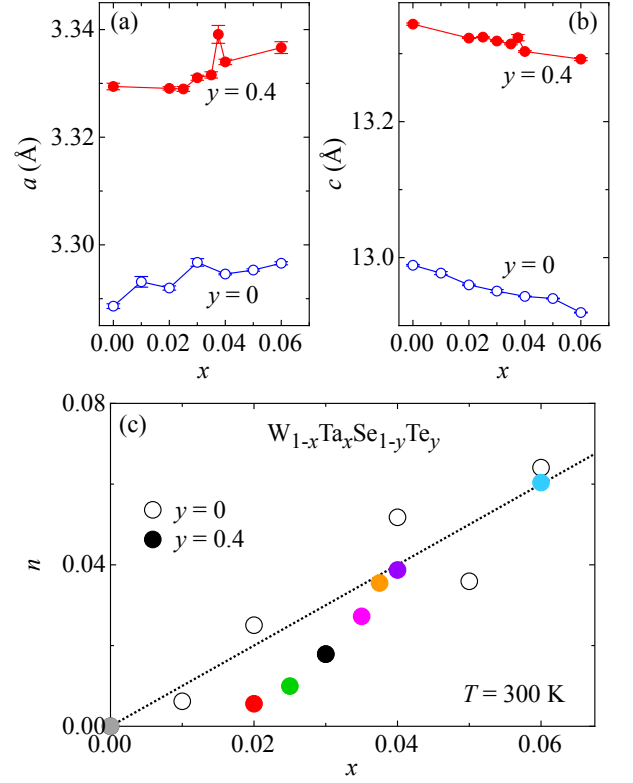 (a)
3.34
3.32
3.30
a (Å)
y = 0.4
y = 0
0.00 0.02 0.04 0.06
x
(b)
13.2
13.0
c (Å)
y = 0.4
y = 0
0.00 0.02 0.04 0.06
x
(c)
W1-xTaxSe1-yTey
0.08
0.04
0.00
n
y = 0
y = 0.4
T = 300 K
0.00 0.02 0.04 0.06
x